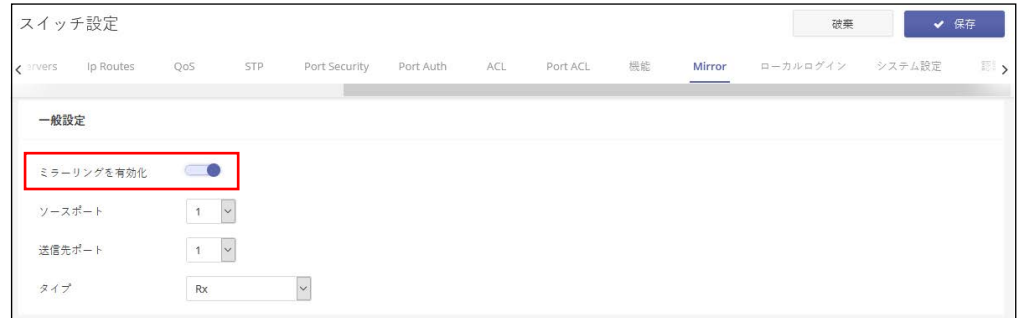 スイッチ設定
破棄
保存
ervers Ip Routes QoS STP Port Security Port Auth ACL Port ACL 機能 Mirror ローカルログイン システム設定
一般設定
ミラーリングを有効化
ソースポート 1
送信先ポート 1
タイプ Rx